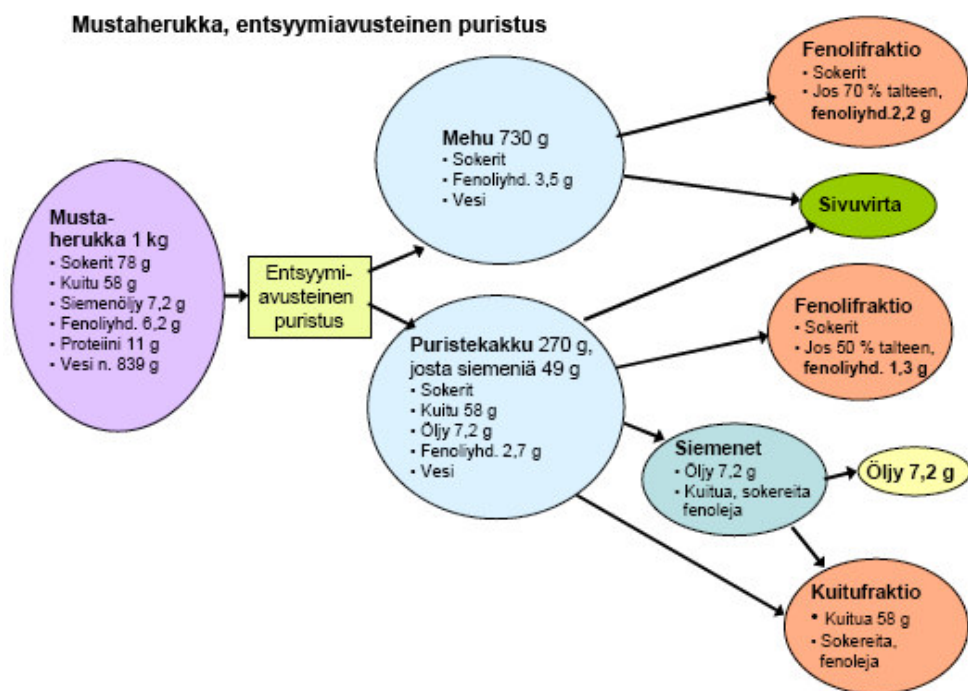 Mustaherukka, entsyymiavusteinen puristus
Musta-
herukka 1 kg
• Sokerit 78 g
• Kuitu 58 g
• Siemenöljy 7,2 g
• Fenoliyhd. 6,2 g
• Proteiini 11 g
• Vesi n. 839 g
Entsyymi-
avusteinen
puristus
Mehu 730 g
• Sokerit
• Fenoliyhd. 3,5 g
• Vesi
Puristekakku 270 g,
josta siemeniä 49 g
• Sokerit
• Kuitu 58 g
• Öljy 7,2 g
• Fenoliyhd. 2,7 g
• Vesi
Fenolifraktio
• Sokerit
• Jos 70 % talteen,
fenoliyhd.2,2 g
Sivuvirta
Fenolifraktio
• Sokerit
• Jos 50 % talteen,
fenoliyhd. 1,3 g
Siemenet
• Öljy 7,2 g
• Kuitua, sokereita
fenoleja
Öljy 7,2 g
Kuitufraktio
• Kuitua 58 g
• Sokereita,
fenoleja